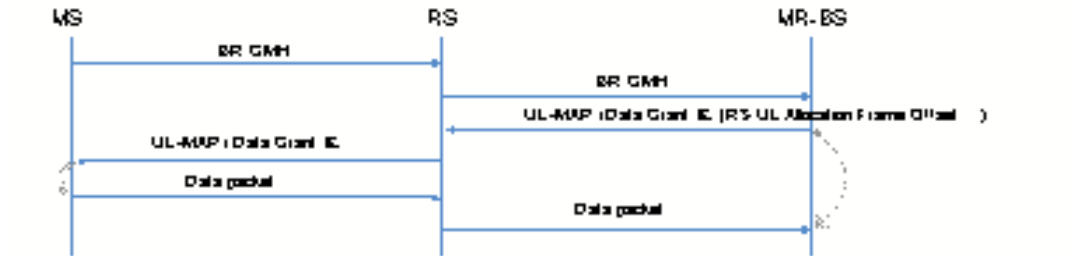 MS RS MR-BS
BR GMH
BR GMH
UL-MAP (Data Grant IE (RS UL Allocation Frame Offset )
UL-MAP (Data Grant IE
Data packet
Data packet